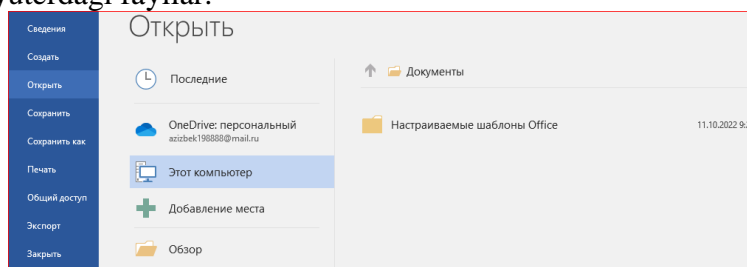 Сведения
Создать
Открыть
Сохранить
Сохранить как
Печать
Общий доступ
Экспорт
Закрыть
Открыть
Последние
OneDrive: персональный
azizbek198888@mail.ru
Этот компьютер
Добавление места
Обзор
Документы
Настраиваемые шаблоны Office
11.10.2022